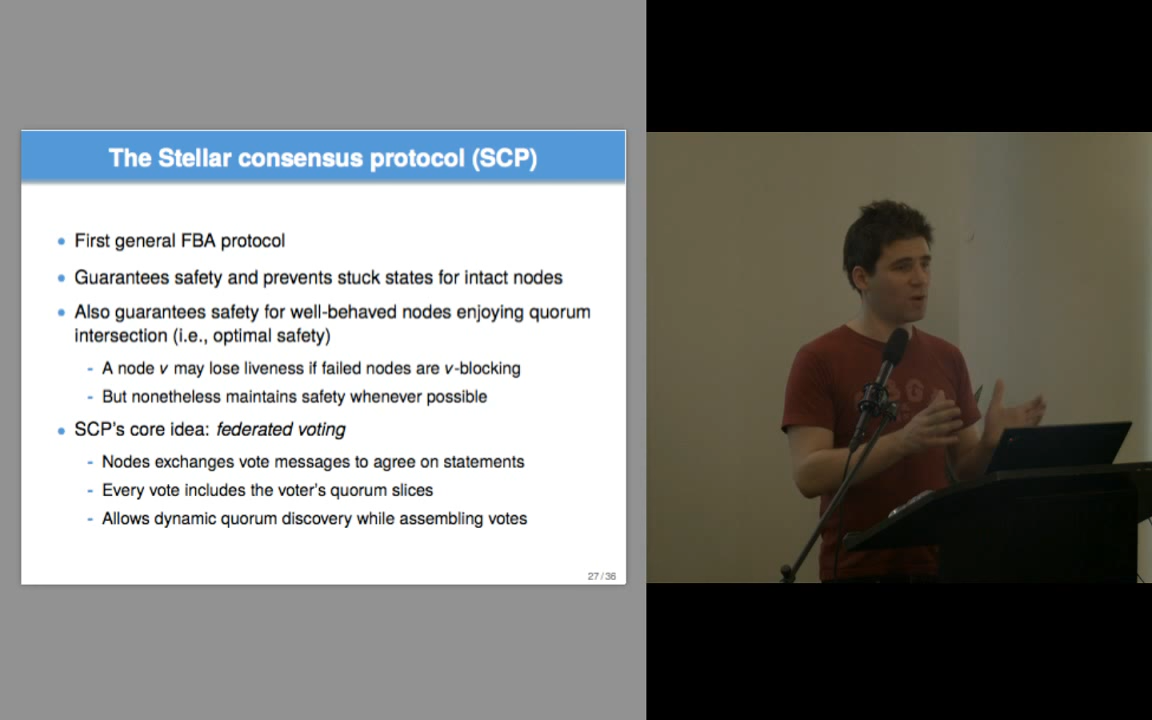 The Stellar consensus protocol (SCP)
• First general FBA protocol
• Guarantees safety and prevents stuck states for intact nodes
• Also guarantees safety for well-behaved nodes enjoying quorum
intersection (i.e., optimal safety)
- A node v may lose liveness if failed nodes are v-blocking
- But nonetheless maintains safety whenever possible
• SCP's core idea: federated voting
- Nodes exchanges vote messages to agree on statements
- Every vote includes the voter's quorum slices
- Allows dynamic quorum discovery while assembling votes
27/36